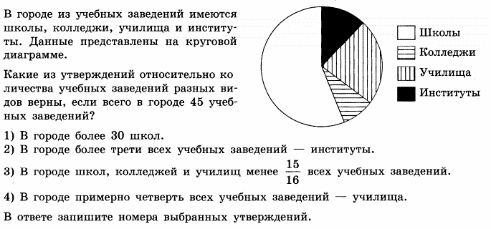 В городе из учебных заведений имеются
школы, колледжи, училища и институ-
ты. Данные представлены на круговой
диаграмме.
Какие из утверждений относительно ко
личества учебных заведений разных ви-
дов верны, если всего в городе 45 учеб-
ных заведений?
Школы
Колледжи
Училища
Институты
1) В городе более 30 школ.
2) В городе более трети всех учебных заведений — институты.
3) В городе школ, колледжей и училищ менее 15/16 всех учебных заведений.
4) В городе примерно четверть всех учебных заведений — училища.
В ответе запишите номера выбранных утверждений.